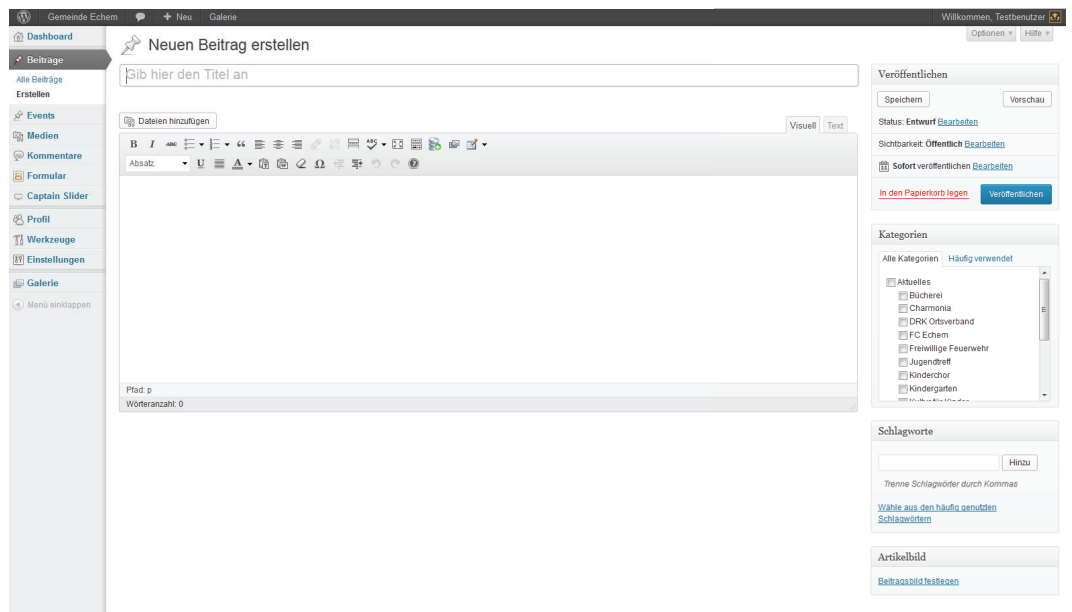 Gemeinde Echem
+ Neu
Galerie
Willkommen, Testbenutzer
Dashboard
Beiträge
Alle Beiträge
Erstellen
Events
Medien
Kommentare
Formular
Captain Slider
Profil
Werkzeuge
Einstellungen
Galerie
Menü einklappen
Optionen
Hilfe
Neuen Beitrag erstellen
Gib hier den Titel an
Dateien hinzufügen
Visuell
Text
B I ABC
ABC
Absatz
U A Ω
Pfad: p
Wörteranzahl: 0
Veröffentlichen
Speichern
Vorschau
Status: Entwurf Bearbeiten
Sichtbarkeit: Öffentlich Bearbeiten
Sofort veröffentlichen Bearbeiten
In den Papierkorb legen
Veröffentlichen
Kategorien
Alle Kategorien
Häufig verwendet
Aktuelles
Bücherei
Charmonia
DRK Ortsverband
FC Echem
Freiwillige Feuerwehr
Jugendtreff
Kinderchor
Kindergarten
Schlagworte
Hinzu
Trenne Schlagwörter durch Kommas
Wähle aus den häufig genutzten
Schlagwörtern
Artikelbild
Beitragsbild festlegen